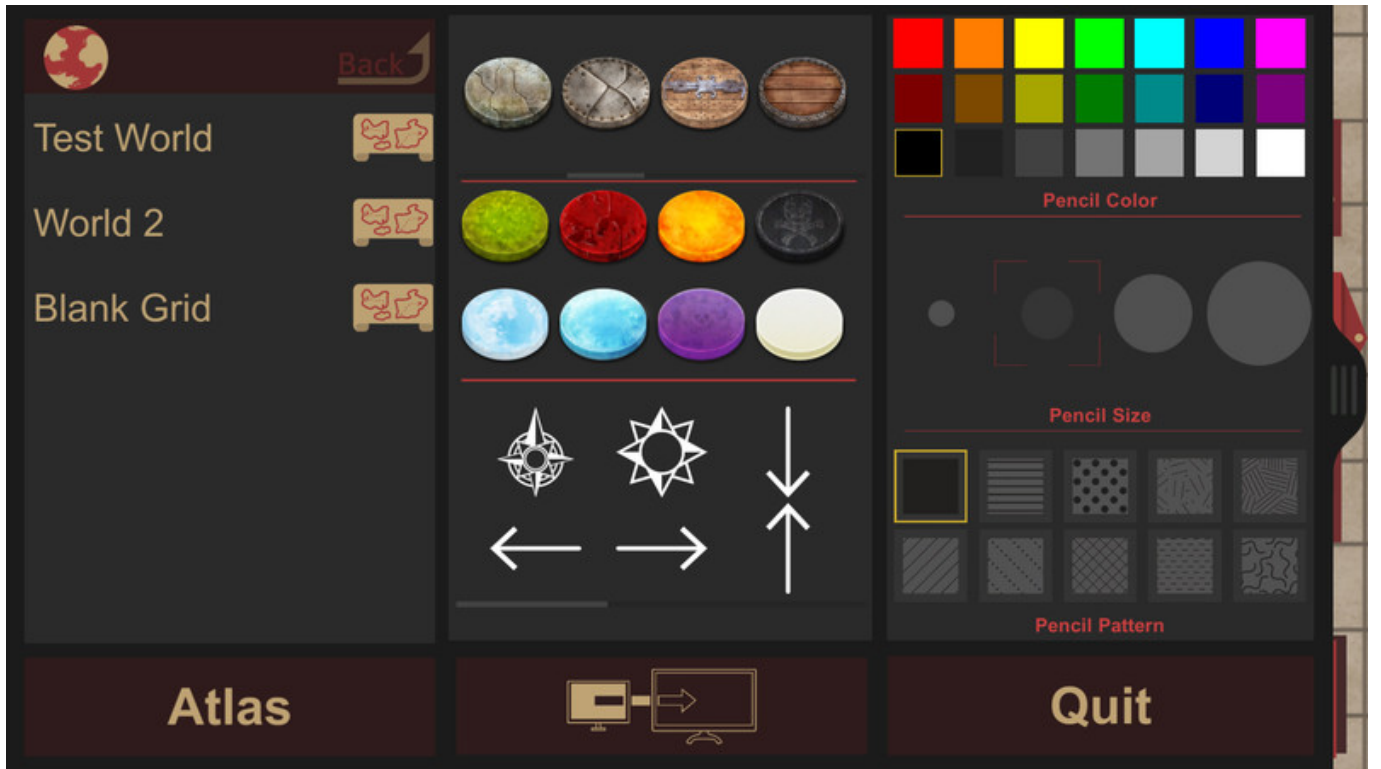 Back
Test World
World 2
Blank Grid
Pencil Color
Pencil Size
Pencil Pattern
Atlas
Quit